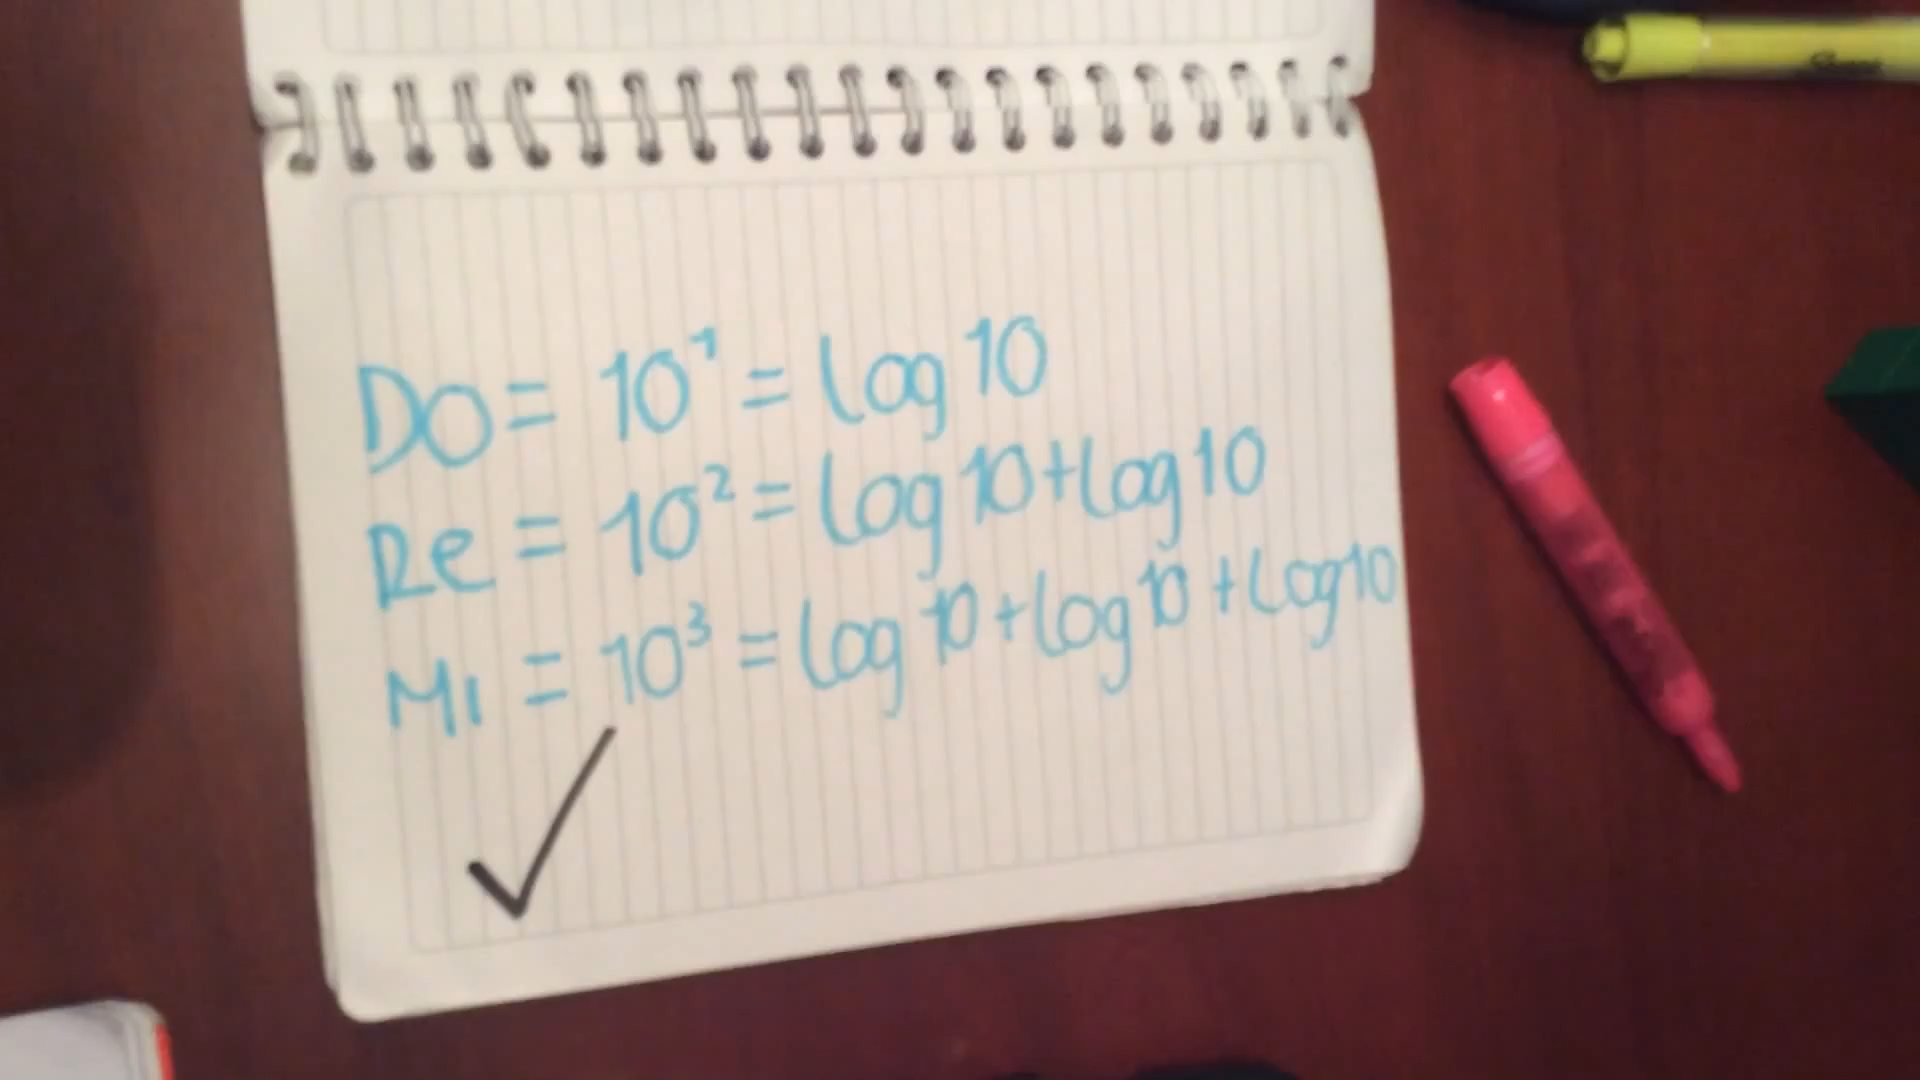 DO = 10¹ = log 10
Re = 10² = log 10+log 10
MI = 10³ = log 10 + log 10 + log 10